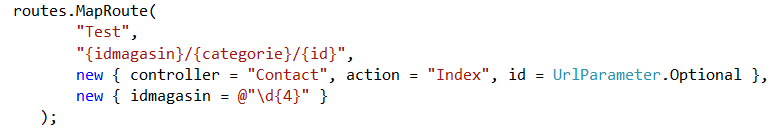 routes.MapRoute(
"Test",
"{idmagasin}/{categorie}/{id}",
new { controller = "Contact", action = "Index", id = UrlParameter.Optional },
new { idmagasin = @"\d{4}" }
);